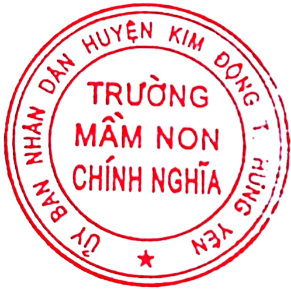 ỦY BAN NHÂN DÂN HUYỆN KIM ĐỘNG T. HƯNG YÊN
TRƯỜNG
MẦM NON
CHÍNH NGHĨA